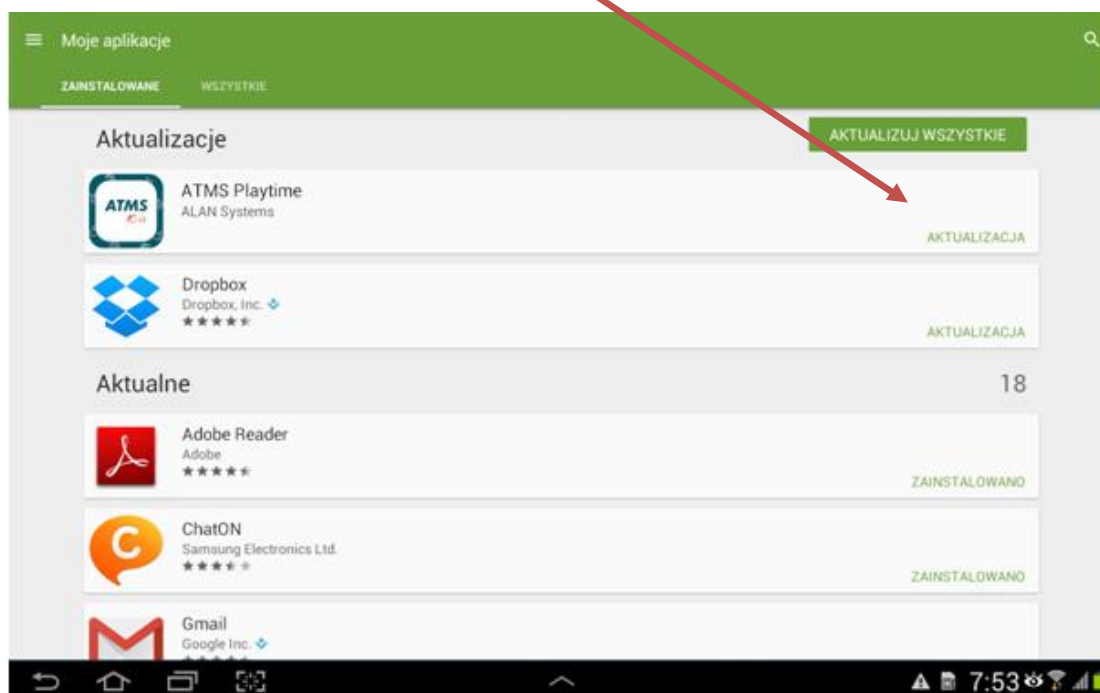 Moje aplikacje
ZAINSTALOWANE WSZYSTKIE
Aktualizacje
AKTUALIZUJ WSZYSTKIE
ATMS
ATMS Playtime
ALAN Systems
AKTUALIZACJA
Dropbox
Dropbox, Inc.
AKTUALIZACJA
Aktualne 18
Adobe Reader
Adobe
ZAINSTALOWANO
C
ChatON
Samsung Electronics Ltd.
ZAINSTALOWANO
Gmail
Google Inc.
7:53